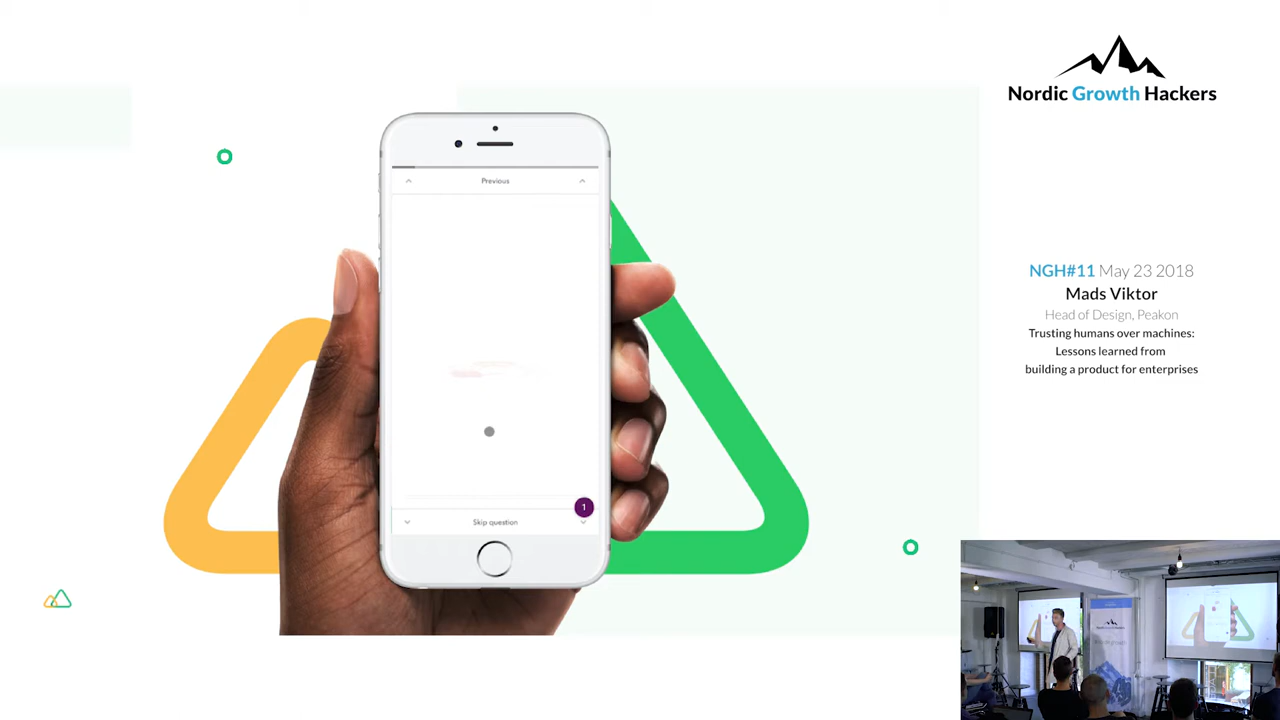 Nordic Growth Hackers
Previous
NGH#11 May 23 2018
Mads Viktor
Head of Design, Peakon
Trusting humans over machines:
Lessons learned from
building a product for enterprises
1
Skip question